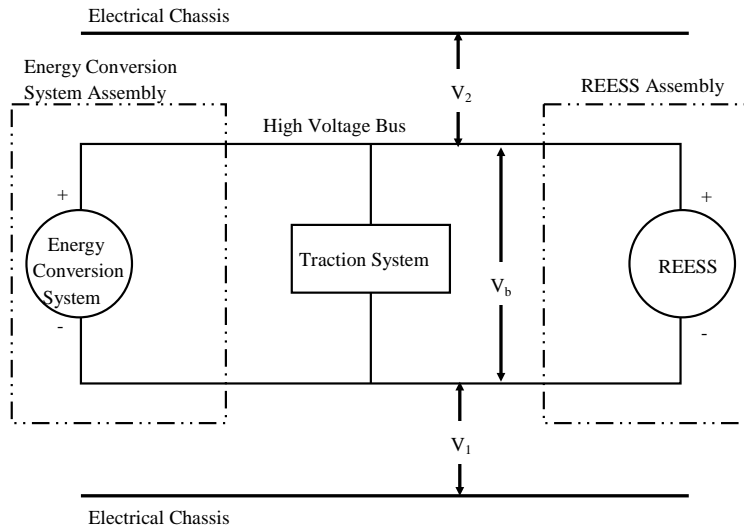 Electrical Chassis
Energy Conversion
System Assembly
V2
REESS Assembly
High Voltage Bus
+
+
Energy
Conversion
System
Traction System
Vb
REESS
-
-
V1
Electrical Chassis